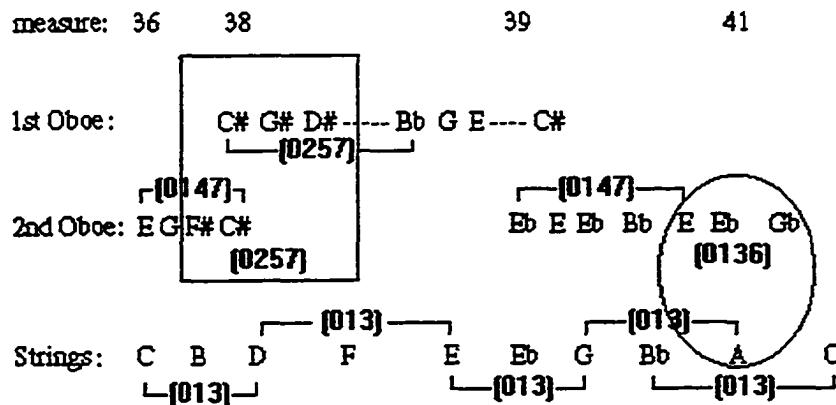 measure: 36 38 39 41
1st Oboe: C# G# D# ----- Bb G E ---- C#
[0257]
[0147] [0147]
2nd Oboe: E G F# C# Eb E Eb Bb E Eb Gb
[0257] [0136]
[013] [013]
Strings: C B D F E Eb G Bb A C
[013] [013] [013]